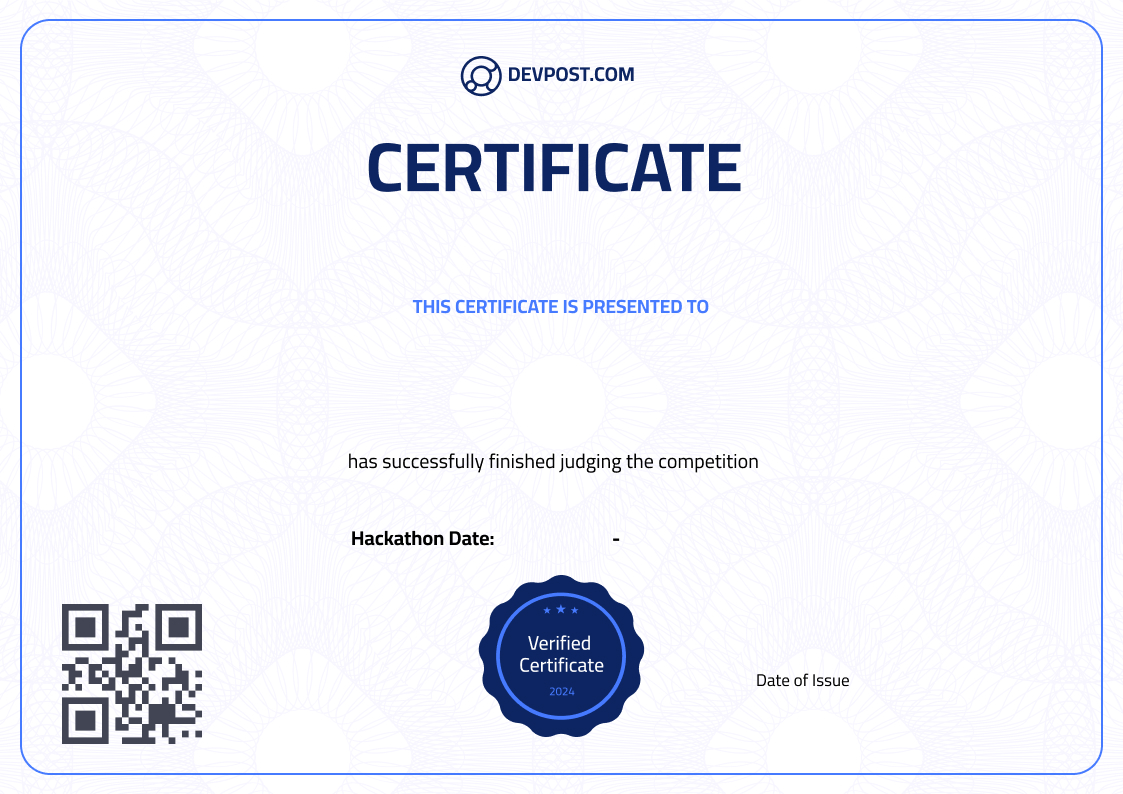 DEVPOST.COM
CERTIFICATE
THIS CERTIFICATE IS PRESENTED TO
has successfully finished judging the competition
Hackathon Date: -
Verified
Certificate
2024
Date of Issue